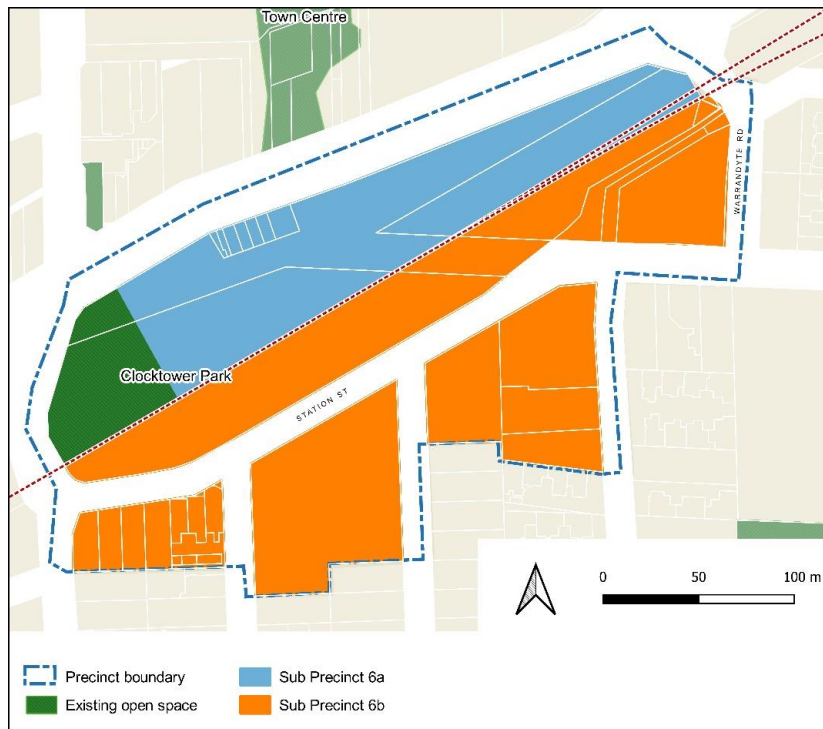 Town Centre
WARRANDYTE RD
Clocktower Park
STATION ST
0 50 100 m
Precinct boundary
Sub Precinct 6a
Existing open space
Sub Precinct 6b